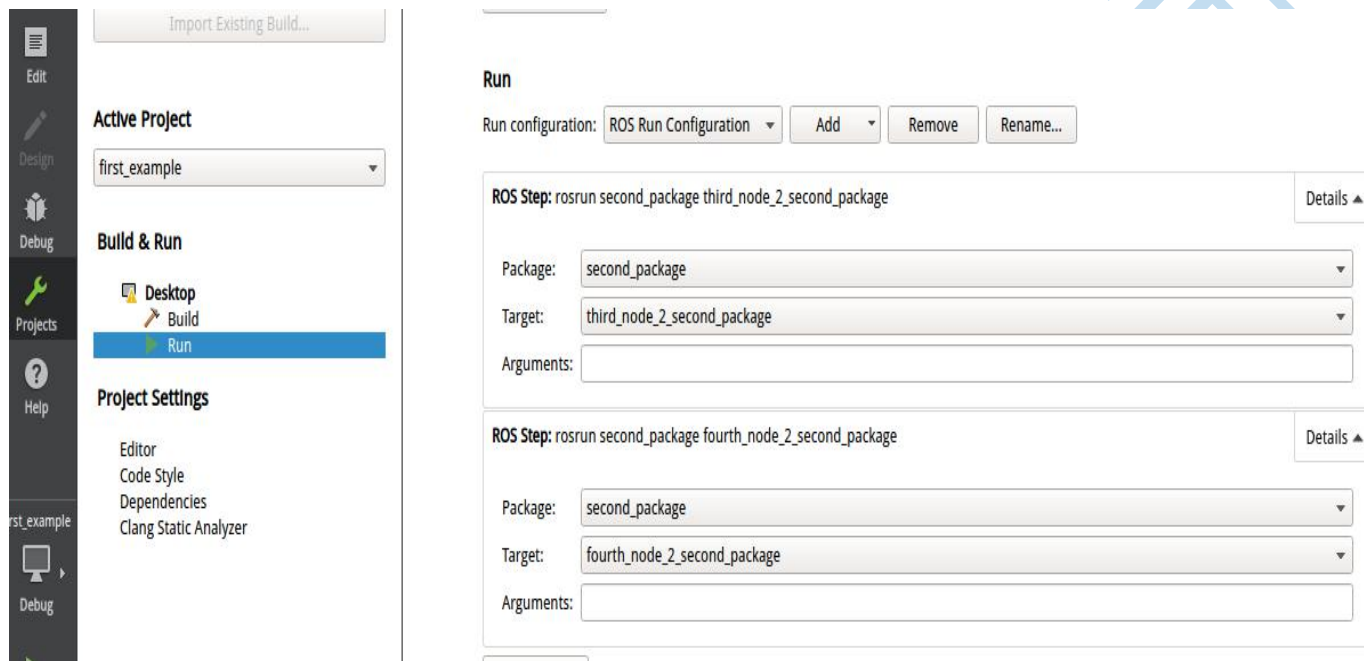 Import Existing Build...
Edit
Design
Debug
Projects
Help
rst_example
Debug
Active Project
first_example
Build & Run
Desktop
Build
Run
Project Settings
Editor
Code Style
Dependencies
Clang Static Analyzer
Run
Run configuration: ROS Run Configuration Add Remove Rename...
ROS Step: rosrun second_package third_node_2_second_package Details
Package: second_package
Target: third_node_2_second_package
Arguments:
ROS Step: rosrun second_package fourth_node_2_second_package Details
Package: second_package
Target: fourth_node_2_second_package
Arguments: